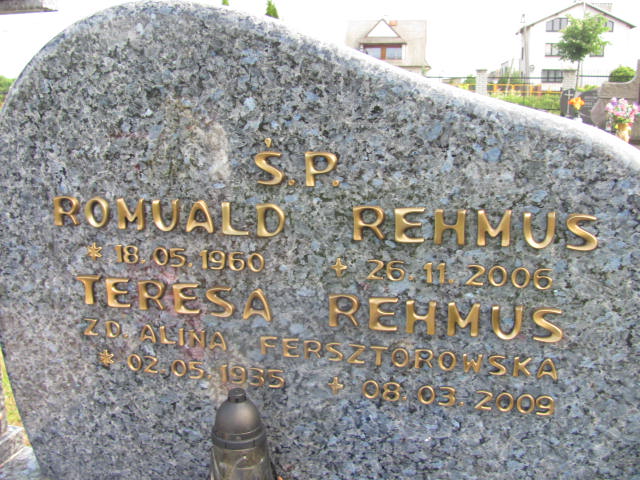 Ś.P.
ROMUALD REHMUS
* 18.05.1960 + 26.11.2006
TERESA REHMUS
ZD. ALINA FERSZTOROWSKA
* 02.05.1935 + 08.03.2009